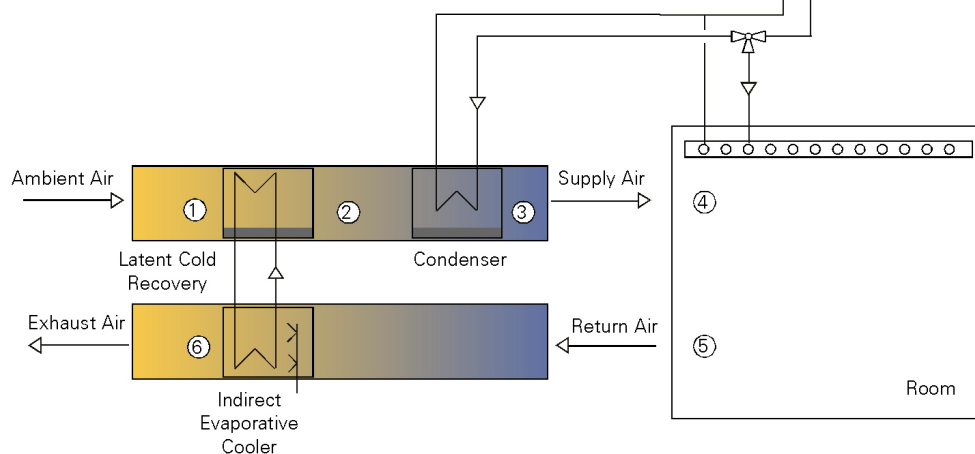 Ambient Air
1
2
3
Supply Air
4
Latent Cold
Recovery
Condenser
Exhaust Air
6
Return Air
5
Room
Indirect
Evaporative
Cooler